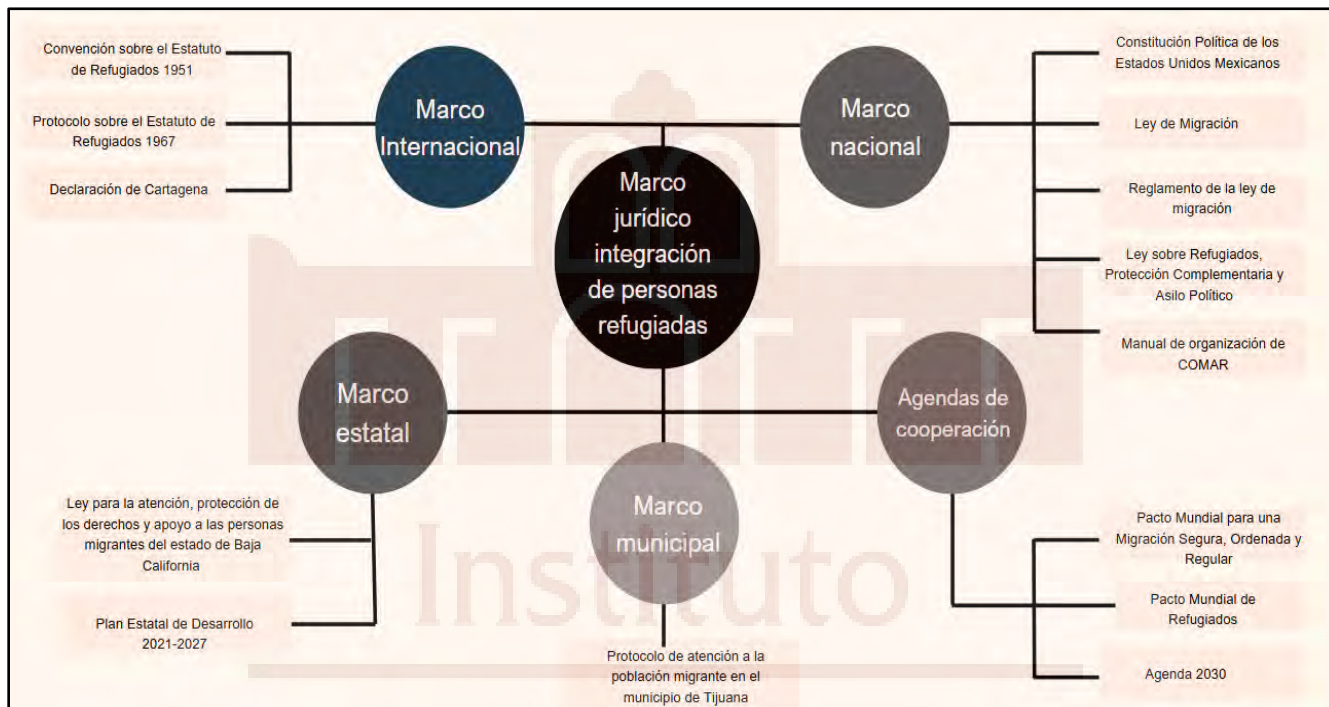 Convención sobre el Estatuto
de Refugiados 1951
Protocolo sobre el Estatuto de
Refugiados 1967
Declaración de Cartagena
Marco
Internacional
Marco
nacional
Constitución Política de los
Estados Unidos Mexicanos
Ley de Migración
Reglamento de la ley de
migración
Ley sobre Refugiados,
Protección Complementaria y
Asilo Político
Manual de organización de
COMAR
Marco
jurídico
integración
de personas
refugiadas
Marco
estatal
Ley para la atención, protección de
los derechos y apoyo a las personas
migrantes del estado de Baja
California
Plan Estatal de Desarrollo
2021-2027
Marco
municipal
Protocolo de atención a la
población migrante en el
municipio de Tijuana
Agendas de
cooperación
Pacto Mundial para una
Migración Segura, Ordenada y
Regular
Pacto Mundial de
Refugiados
Agenda 2030
Instituto